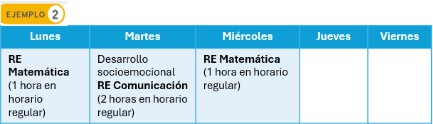 EJEMPLO 2
Lunes Martes Miércoles Jueves Viernes
RE
Matemática
(1 hora en
horario
regular)
Desarrollo
socioemocional
RE Comunicación
(2 horas en horario
regular)
RE Matemática
(1 hora en horario
regular)